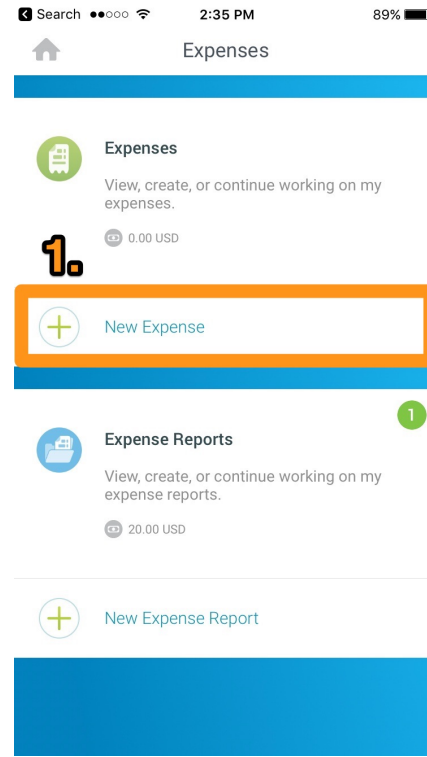 Search 2:35 PM 89%
Expenses
Expenses
View, create, or continue working on my
expenses.
0.00 USD
1.
New Expense
1
Expense Reports
View, create, or continue working on my
expense reports.
20.00 USD
New Expense Report